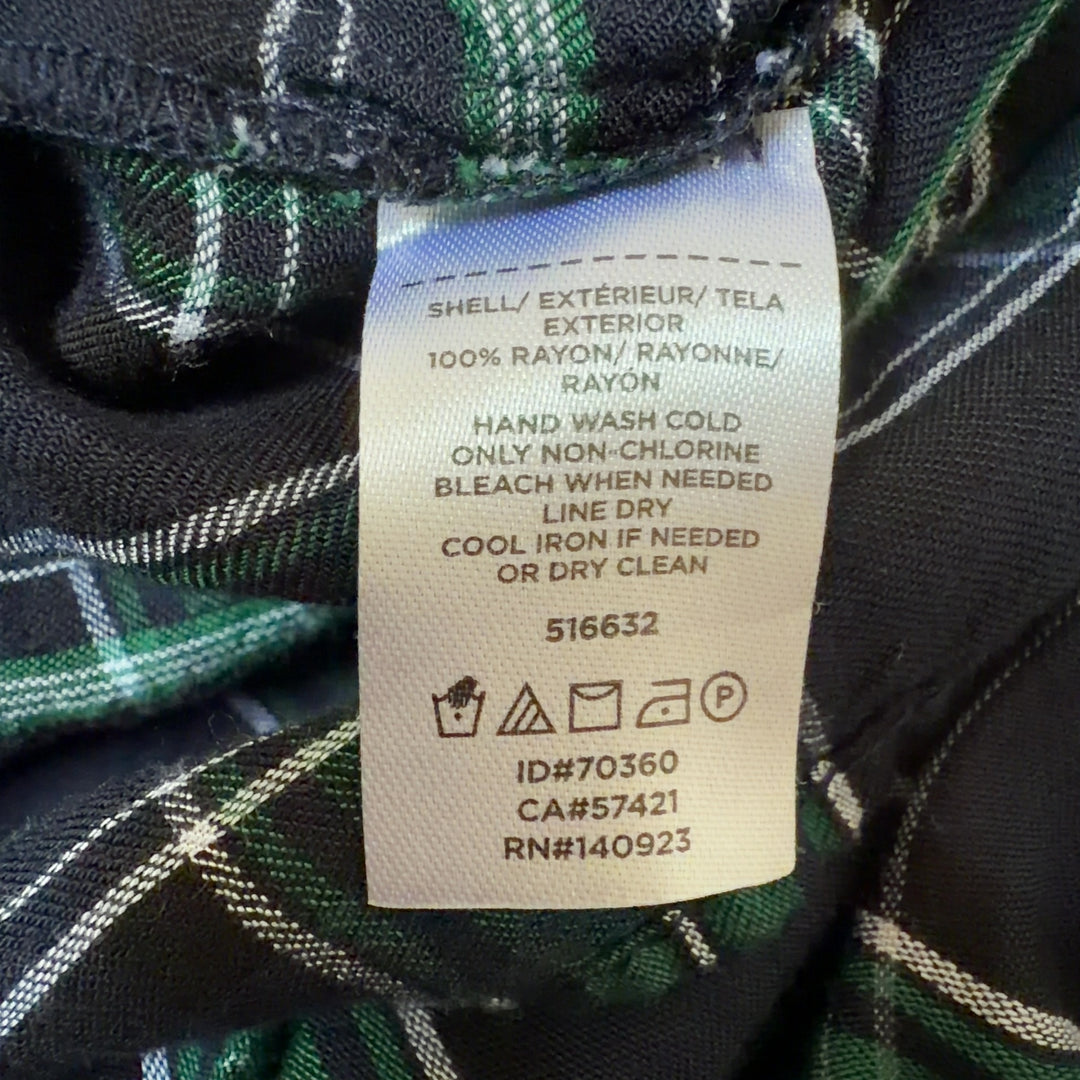 SHELL/ EXTÉRIEUR/ TELA
EXTERIOR
100% RAYON/ RAYONNE/
RAYÓN
HAND WASH COLD
ONLY NON-CHLORINE
BLEACH WHEN NEEDED
LINE DRY
COOL IRON IF NEEDED
OR DRY CLEAN
516632
P
ID#70360
CA#57421
RN#140923